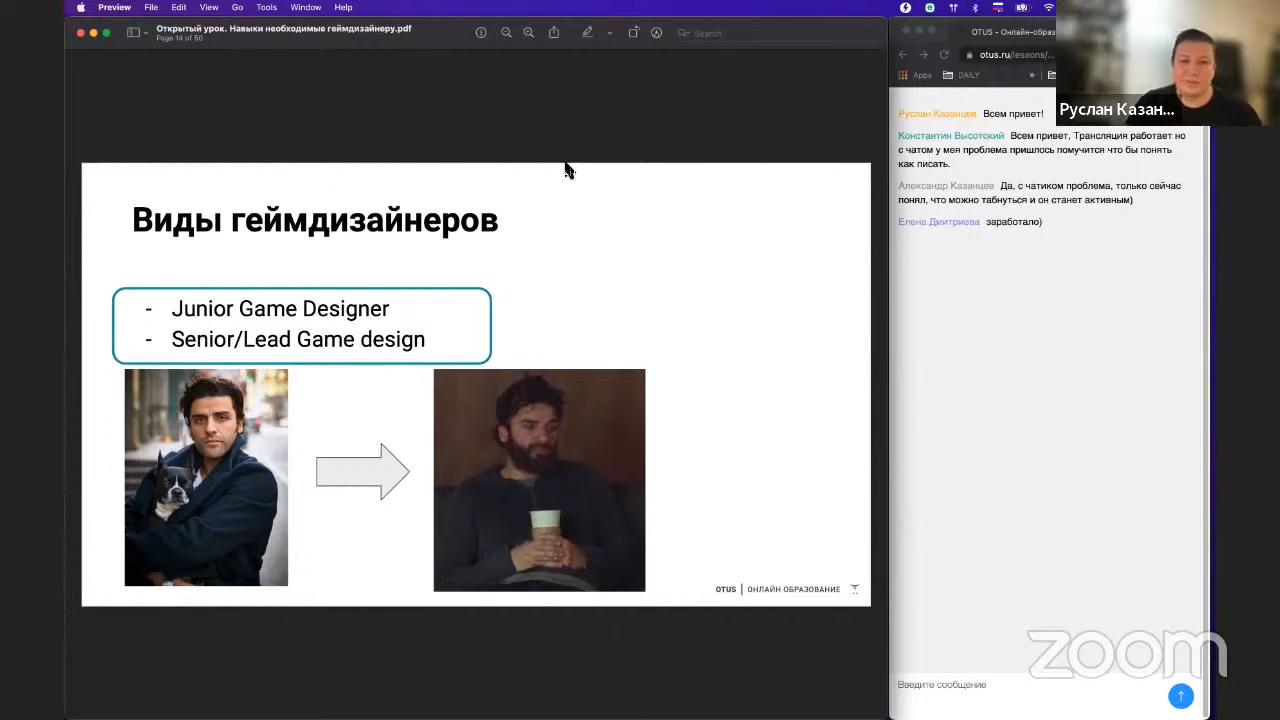 Preview File Edit View Go Tools Window Help
Открытый урок. Навыки необходимые геймдизайнеру.pdf
Page 14 of 50
Search
Виды геймдизайнеров
- Junior Game Designer
- Senior/Lead Game design
OTUS | ОНЛАЙН ОБРАЗОВАНИЕ
OTUS - Онлайн-образ
otus.ru/lessons/...
Apps DAILY »
Руслан Казан...
Руслан Казанцев Всем привет!
Константин Высотский Всем привет, Трансляция работает но
с чатом у мея проблема пришлось помучится что бы понять
как писать.
Александр Казанцев Да, с чатиком проблема, только сейчас
понял, что можно табнуться и он станет активным)
Елена Дмитриева заработало)
zoom
Введите сообщение